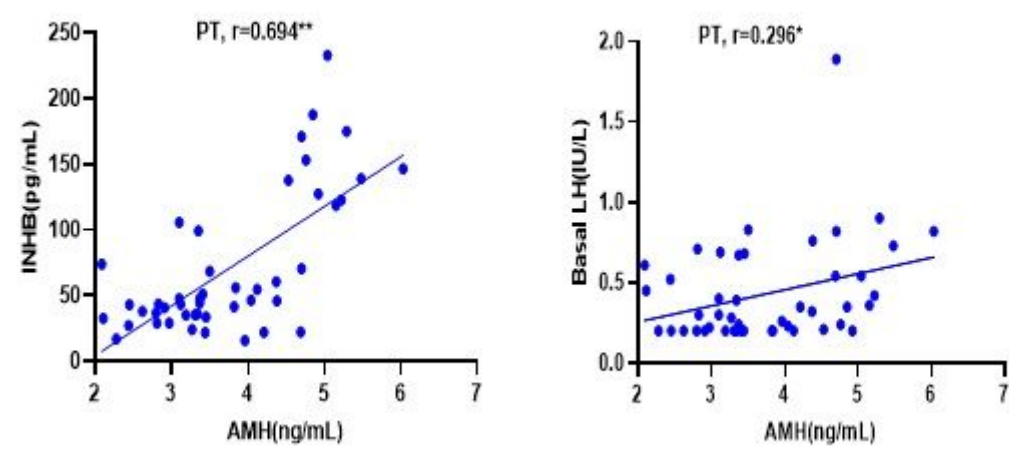 PT, r=0.694**
INHB(pg/mL)
250
200
150
100
50
0
2 3 4 5 6 7
AMH(ng/mL)
PT, r=0.296*
Basal LH(IU/L)
2.0
1.5
1.0
0.5
0.0
2 3 4 5 6 7
AMH(ng/mL)